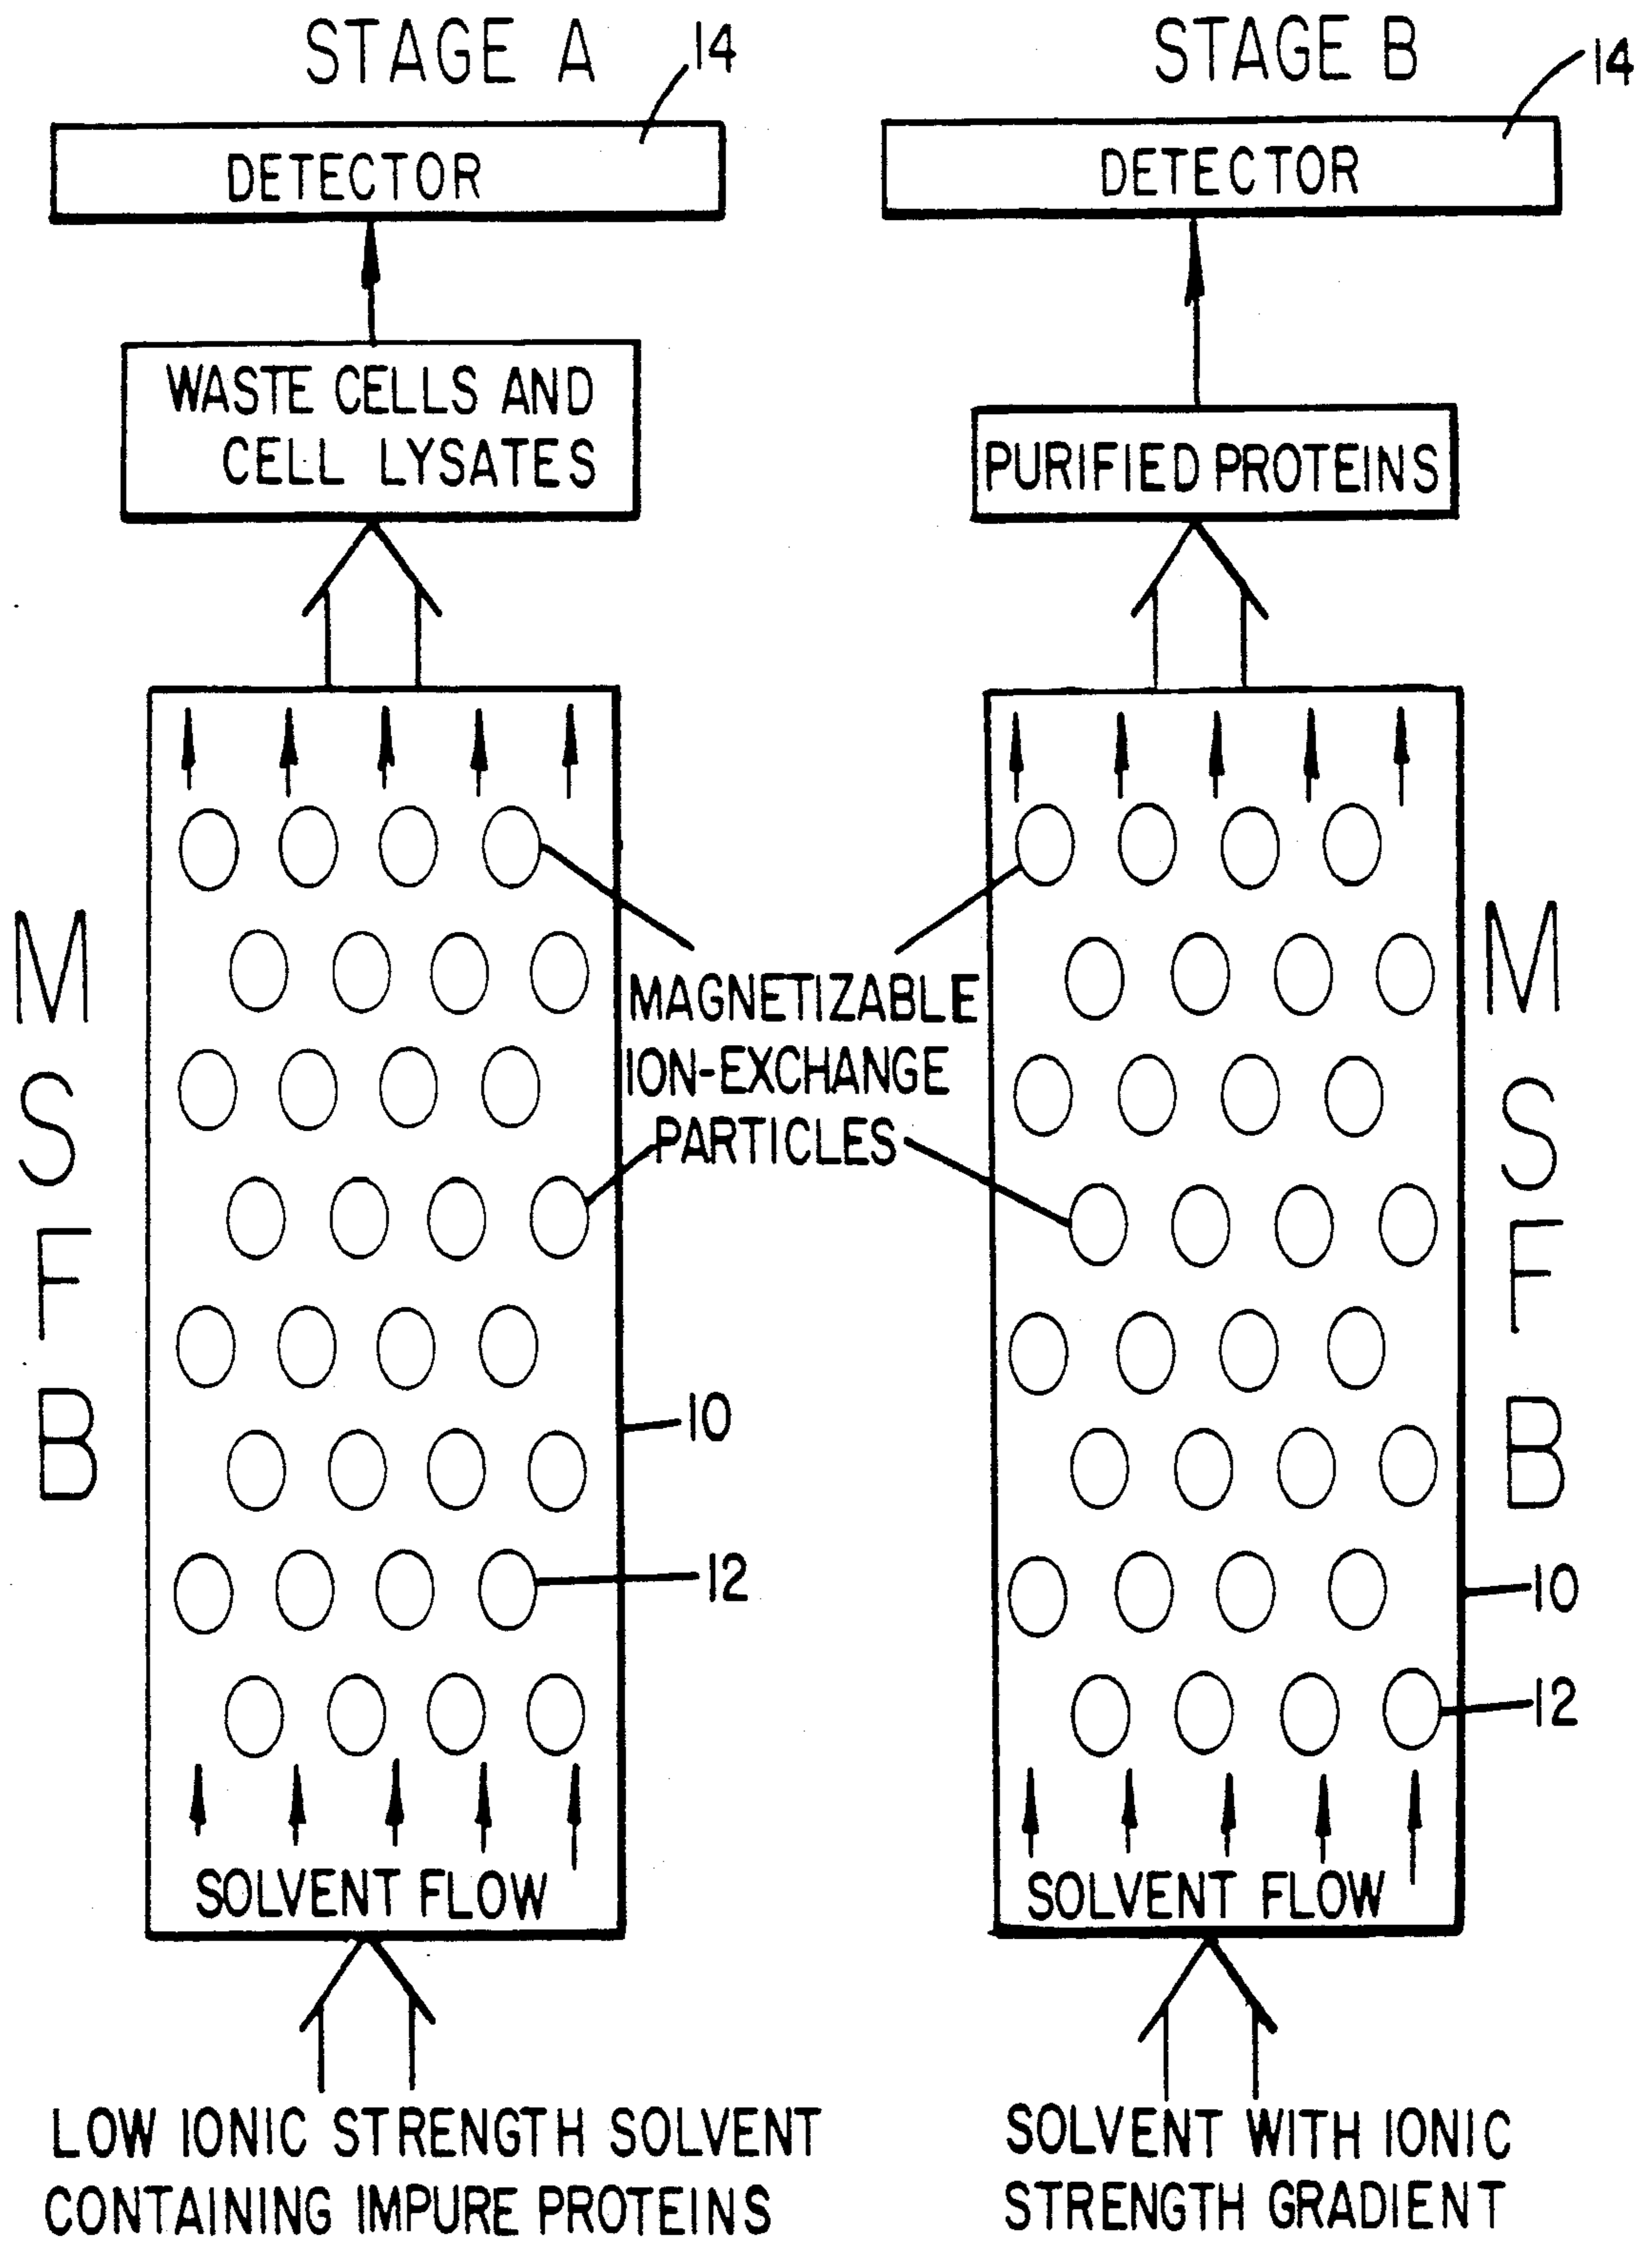 STAGE A
14
DETECTOR
WASTE CELLS AND
CELL LYSATES
M
S
F
B
10
12
SOLVENT FLOW
LOW IONIC STRENGTH SOLVENT
CONTAINING IMPURE PROTEINS
MAGNETIZABLE
ION-EXCHANGE
PARTICLES
STAGE B
14
DETECTOR
PURIFIED PROTEINS
M
S
F
B
10
12
SOLVENT FLOW
SOLVENT WITH IONIC
STRENGTH GRADIENT